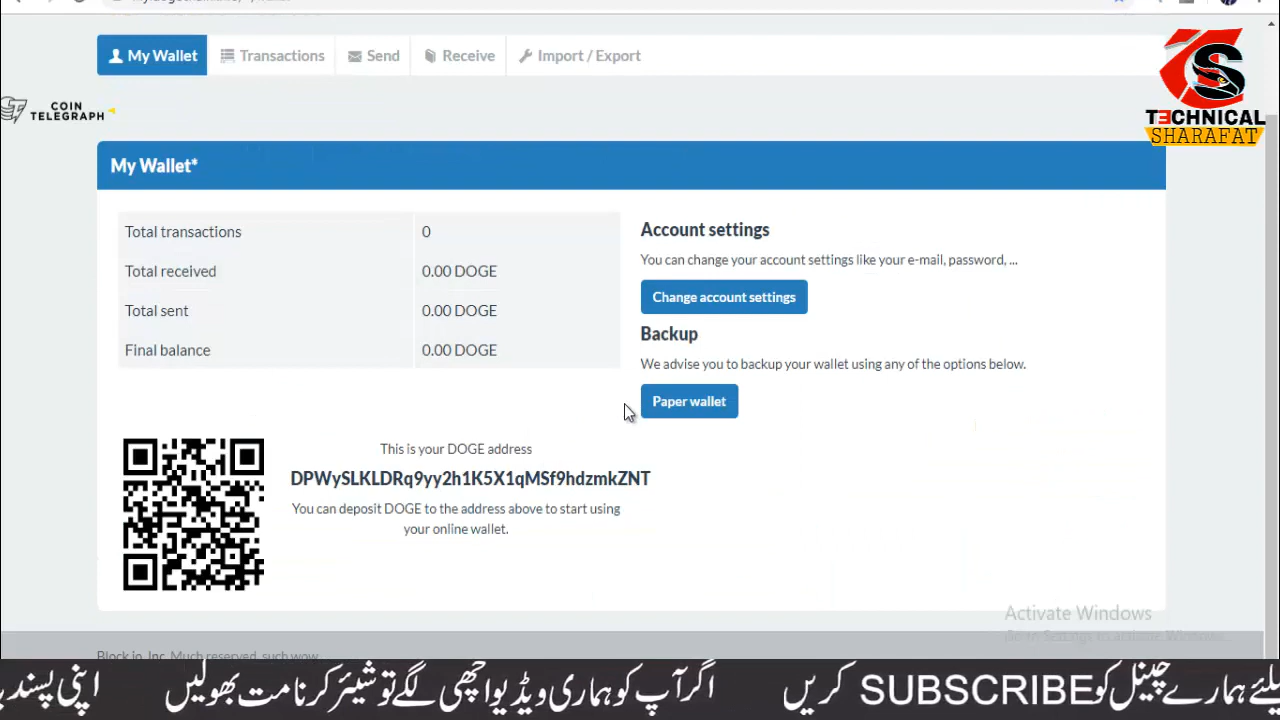 My Wallet Transactions Send Receive Import / Export
COIN
TELEGRAPH
TECHNICAL
SHARAFAT
My Wallet*
Total transactions 0
Total received 0.00 DOGE
Total sent 0.00 DOGE
Final balance 0.00 DOGE
Account settings
You can change your account settings like your e-mail, password, ...
Change account settings
Backup
We advise you to backup your wallet using any of the options below.
Paper wallet
This is your DOGE address
DPWySLKLDRq9yy2h1K5X1qMSf9hdzmkZNT
You can deposit DOGE to the address above to start using
your online wallet.
Activate Windows
Block.io, Inc. Much reserved, such wow.
لئے ہمارے چینل کو SUBSCRIBE کریں اگر آپ کو ہماری ویڈیو اچھی لگے تو شیئر کرنا مت بھولیں اپنی پسند